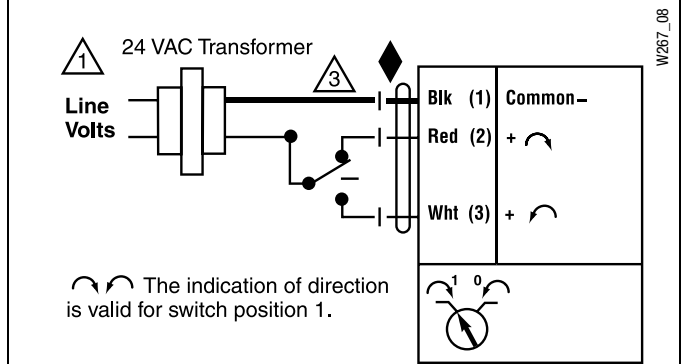 W267_08
1
24 VAC Transformer
3
Line
Volts
Blk (1) Common –
Red (2) +
Wht (3) +
The indication of direction
is valid for switch position 1.
1 0